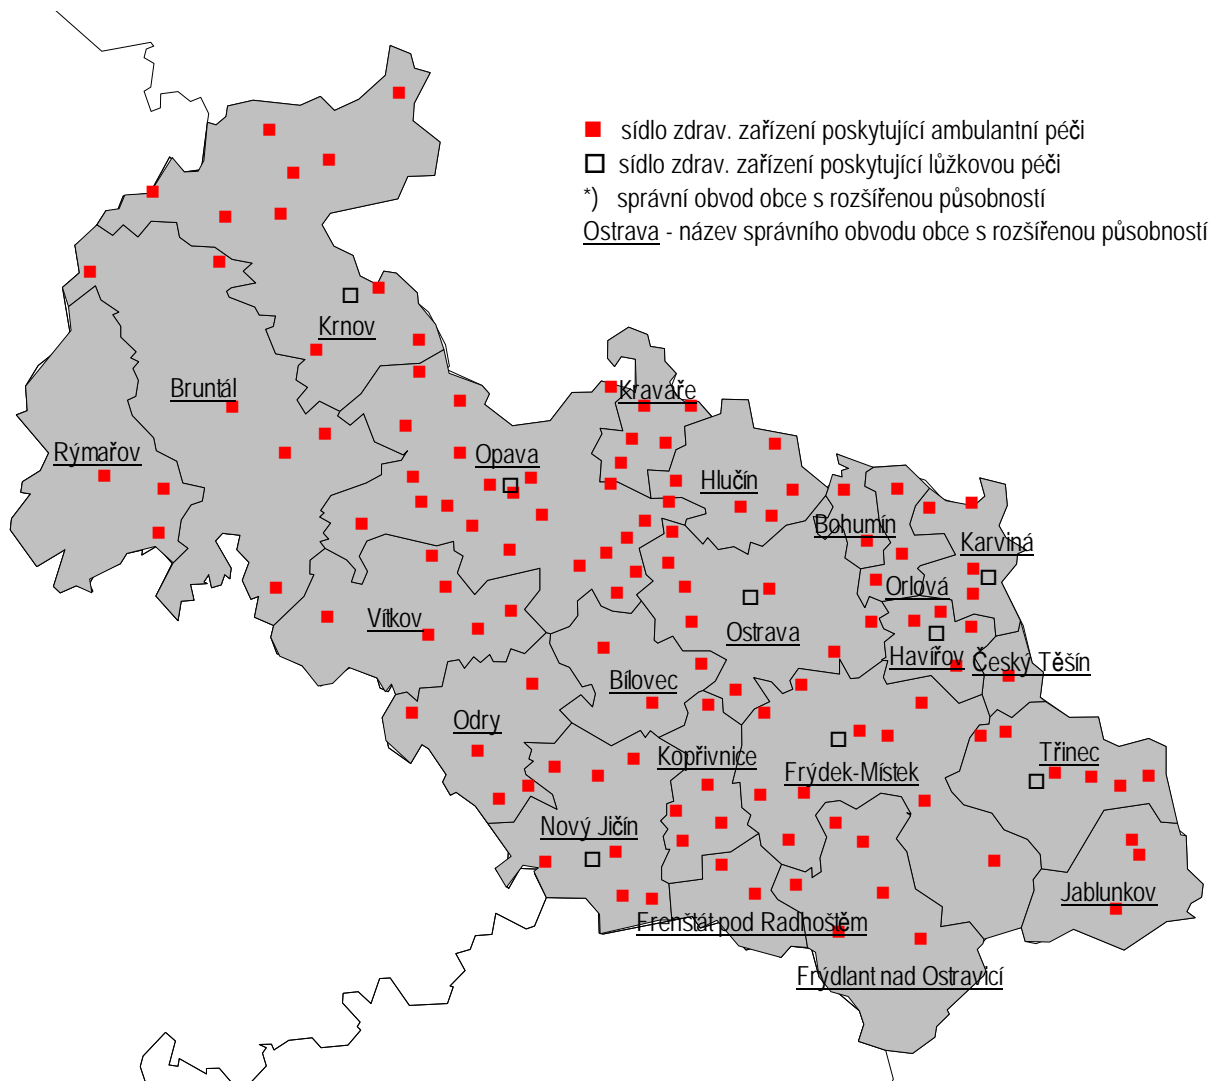 sídlo zdrav. zařízení poskytující ambulantní péči
sídlo zdrav. zařízení poskytující lůžkovou péči
*) správní obvod obce s rozšířenou působností
Ostrava - název správního obvodu obce s rozšířenou působností
Krnov
Bruntál
Kravaře
Rýmařov
Opava
Hlučín
Bohumín
Karviná
Orlová
Vítkov
Ostrava
Havířov
Český Těšín
Bílovec
Odry
Kopřivnice
Frýdek-Místek
Třinec
Nový Jičín
Jablunkov
Frenštát pod Radhoštěm
Frýdlant nad Ostravicí